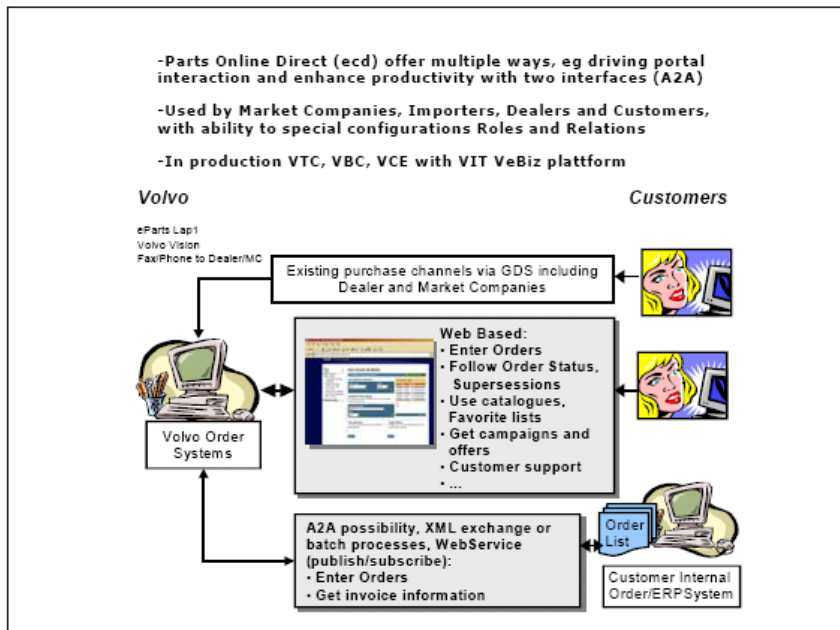 -Parts Online Direct (ecd) offer multiple ways, eg driving portal
interaction and enhance productivity with two interfaces (A2A)
-Used by Market Companies, Importers, Dealers and Customers,
with ability to special configurations Roles and Relations
-In production VTC, VBC, VCE with VIT VeBiz plattform
Volvo
Customers
eParts Lap1
Volvo Vision
Fax/Phone to Dealer/MC
Existing purchase channels via GDS including
Dealer and Market Companies
Web Based:
• Enter Orders
• Follow Order Status,
Supersessions
• Use catalogues,
Favorite lists
• Get campaigns and
offers
• Customer support
• ...
Volvo Order
Systems
A2A possibility, XML exchange or
batch processes, WebService
(publish/subscribe):
• Enter Orders
• Get invoice information
Order
List
Customer Internal
Order/ERPSystem